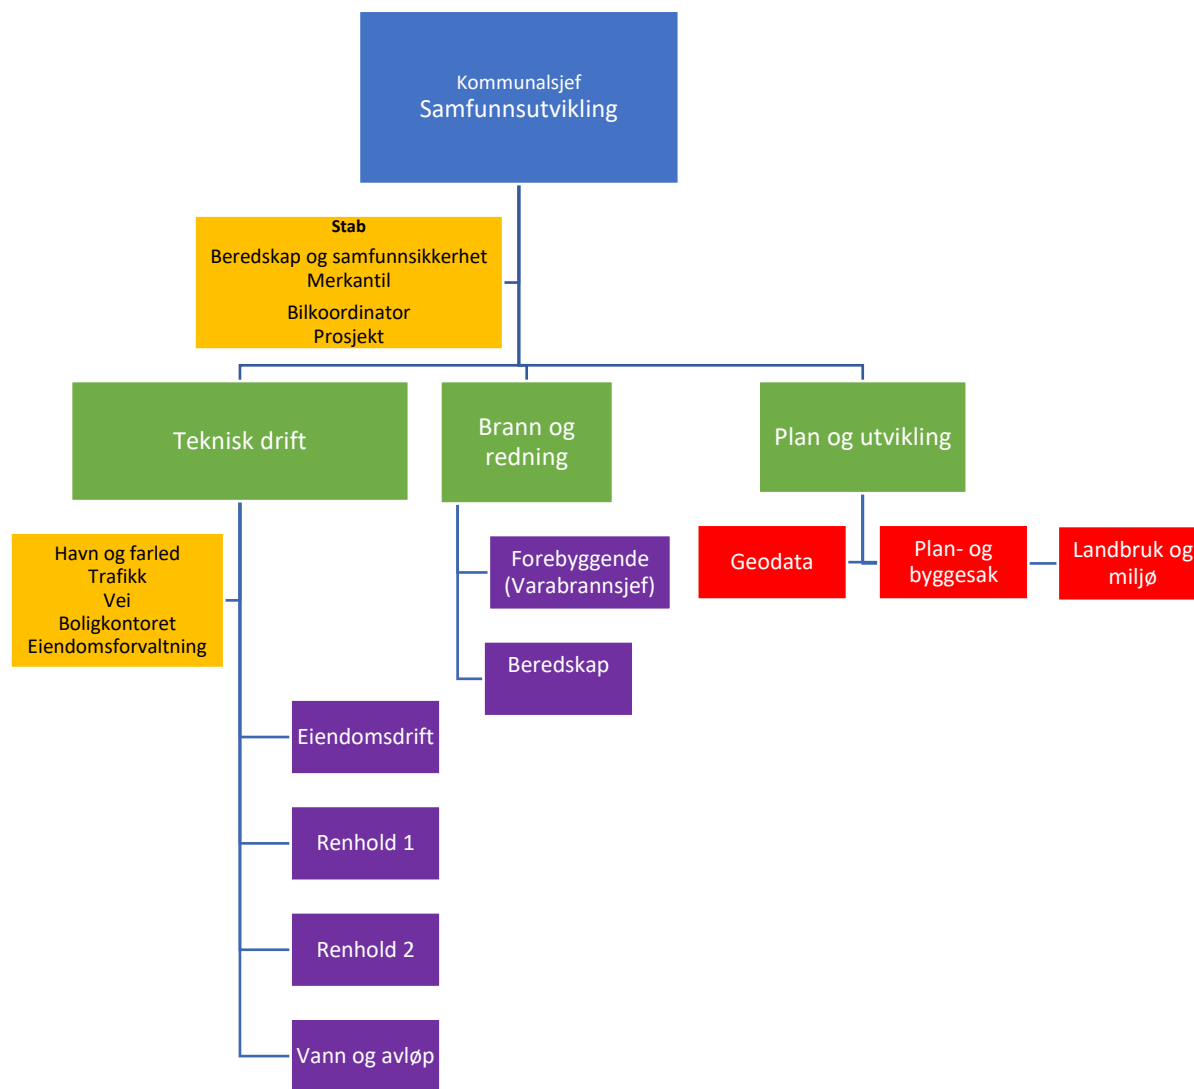 Kommunalsjef
Samfunnsutvikling
Stab
Beredskap og samfunnsikkerhet
Merkantil
Bilkoordinator
Prosjekt
Teknisk drift
Brann og
redning
Plan og utvikling
Havn og farled
Trafikk
Vei
Boligkontoret
Eiendomsforvaltning
Forebyggende
(Varabrannsjef)
Beredskap
Geodata
Plan- og
byggesak
Landbruk og
miljø
Eiendomsdrift
Renhold 1
Renhold 2
Vann og avløp